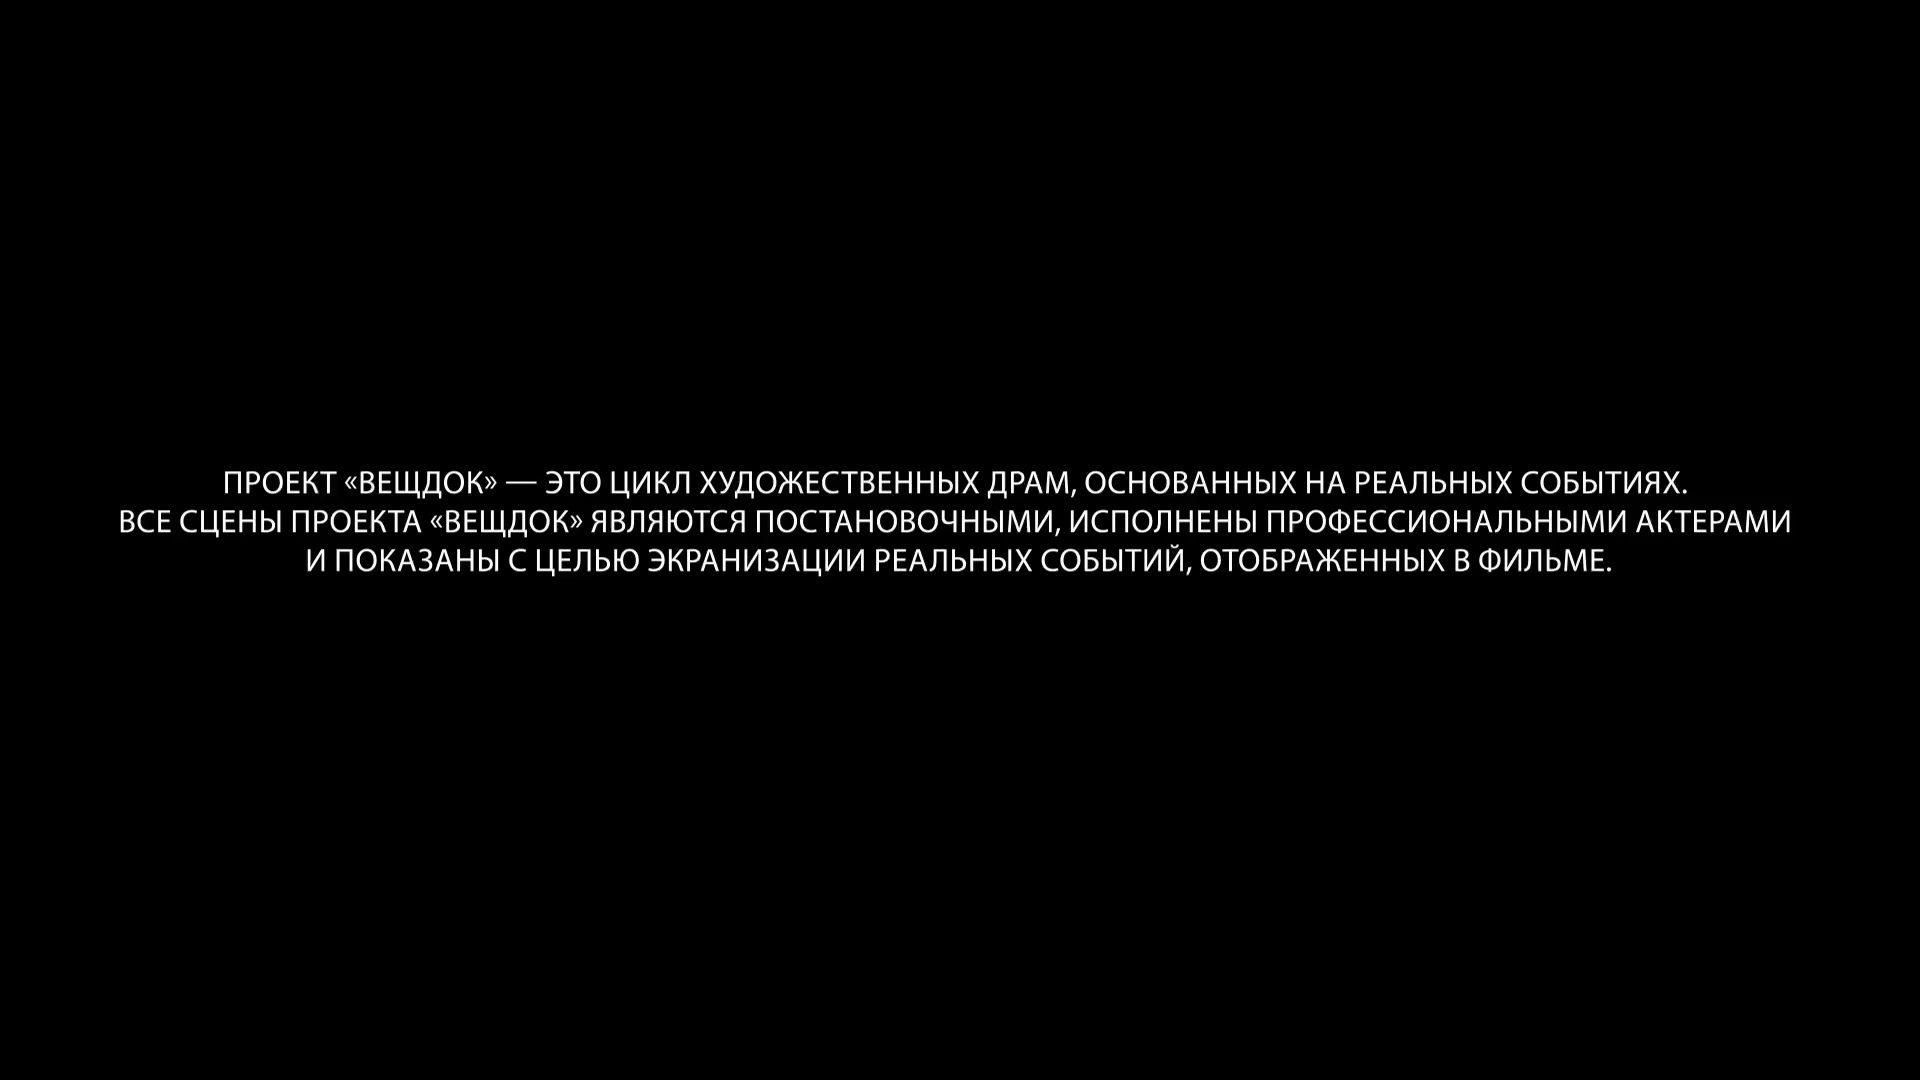 ПРОЕКТ «ВЕЩДОК» — ЭТО ЦИКЛ ХУДОЖЕСТВЕННЫХ ДРАМ, ОСНОВАННЫХ НА РЕАЛЬНЫХ СОБЫТИЯХ.
ВСЕ СЦЕНЫ ПРОЕКТА «ВЕЩДОК» ЯВЛЯЮТСЯ ПОСТАНОВОЧНЫМИ, ИСПОЛНЕНЫ ПРОФЕССИОНАЛЬНЫМИ АКТЕРАМИ
И ПОКАЗАНЫ С ЦЕЛЬЮ ЭКРАНИЗАЦИИ РЕАЛЬНЫХ СОБЫТИЙ, ОТОБРАЖЕННЫХ В ФИЛЬМЕ.